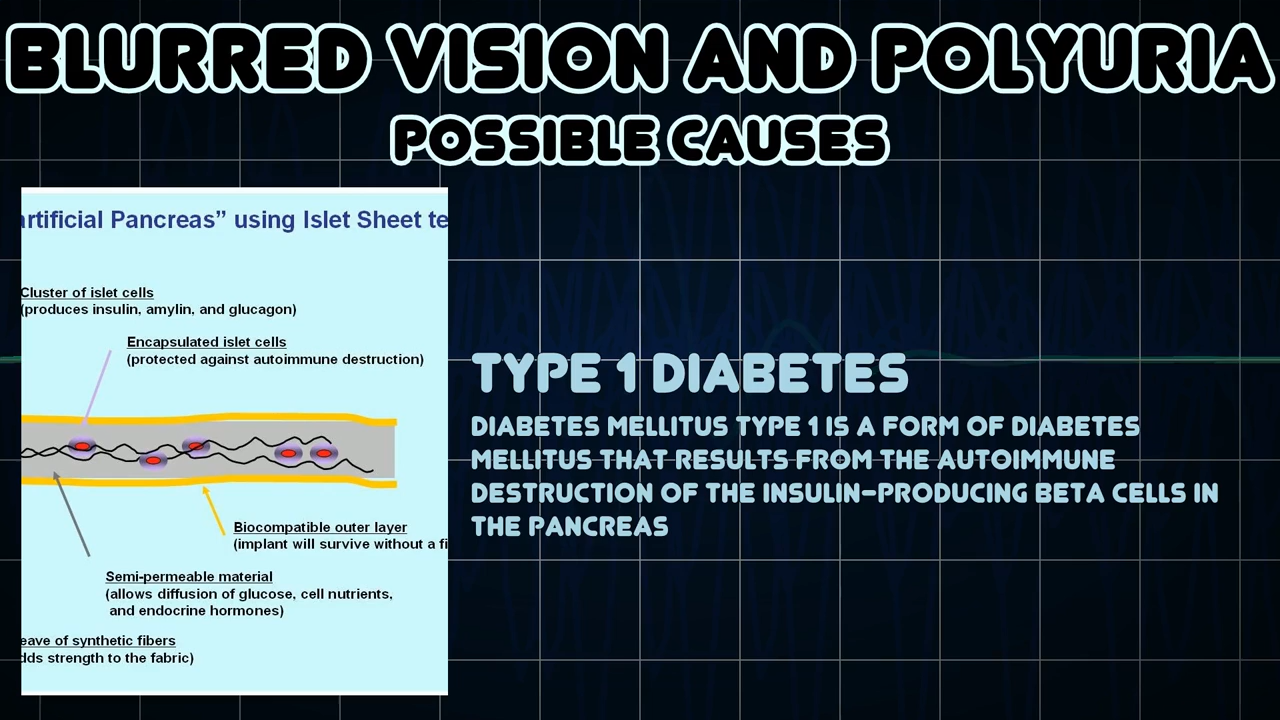 BLURRED VISION AND POLYURIA
POSSIBLE CAUSES
artificial Pancreas” using Islet Sheet te
Cluster of islet cells
(produces insulin, amylin, and glucagon)
Encapsulated islet cells
(protected against autoimmune destruction)
TYPE 1 DIABETES
DIABETES MELLITUS TYPE 1 IS A FORM OF DIABETES
MELLITUS THAT RESULTS FROM THE AUTOIMMUNE
DESTRUCTION OF THE INSULIN-PRODUCING BETA CELLS IN
THE PANCREAS
Biocompatible outer layer
(implant will survive without a fi
Semi-permeable material
(allows diffusion of glucose, cell nutrients,
and endocrine hormones)
eave of synthetic fibers
dds strength to the fabric)